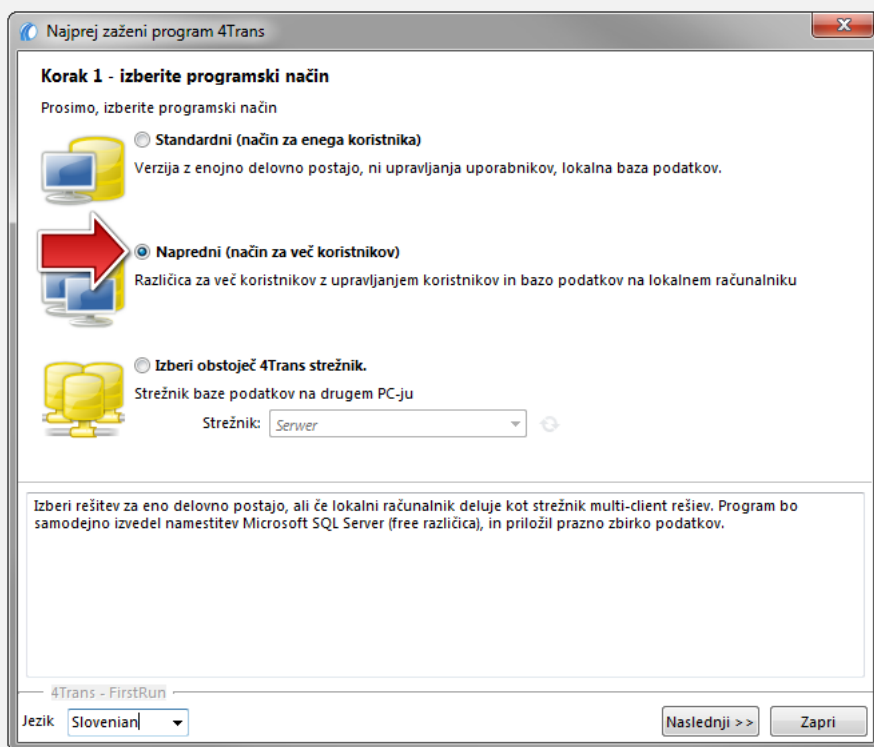 Najprej zaženi program 4Trans
Korak 1 - izberite programski način
Prosimo, izberite programski način
Standardni (način za enega koristnika)
Verzija z enojno delovno postajo, ni upravljanja uporabnikov, lokalna baza podatkov.
Napredni (način za več koristnikov)
Različica za več koristnikov z upravljanjem koristnikov in bazo podatkov na lokalnem računalniku
Izberi obstoječ 4Trans strežnik.
Strežnik baze podatkov na drugem PC-ju
Strežnik: Serwer
Izberi rešitev za eno delovno postajo, ali če lokalni računalnik deluje kot strežnik multi-client rešiev. Program bo
samodejno izvedel namestitev Microsoft SQL Server (free različica), in priložil prazno zbirko podatkov.
4Trans - FirstRun
Jezik Slovenian Naslednji >> Zapri